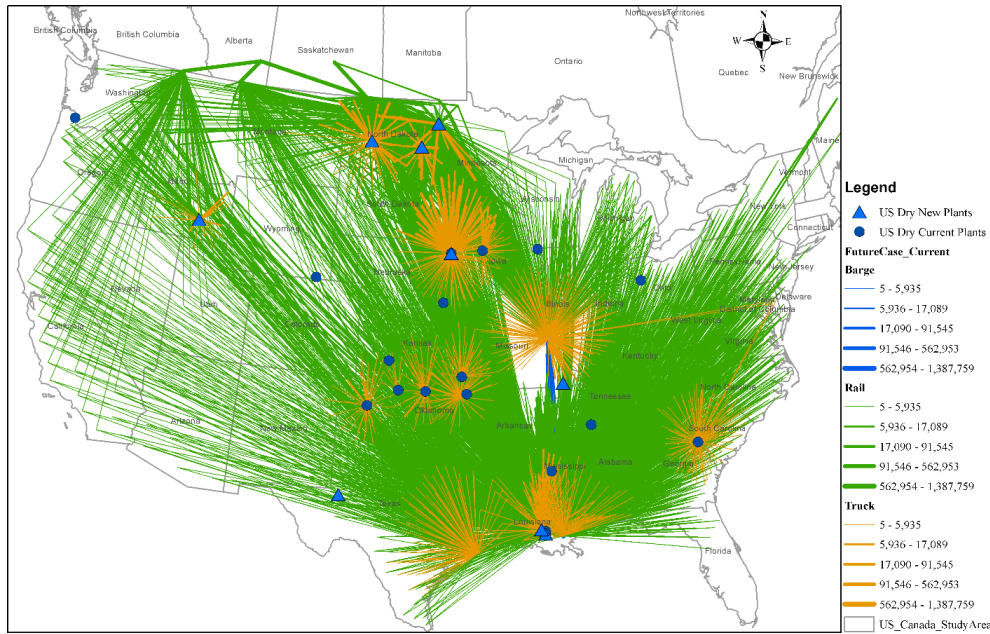 Northwest Territories
N
British Columbia
British Columbia
Alberta
Saskatchewan
Manitoba
Ontario
W E
S
Quebec
New Brunswick
Washington
North Dakota
Minnesota
Michigan
Maine
Vermont
Oregon
South Dakota
Wisconsin
New York
Connecticut
Wyoming
Iowa
Nebraska
Pennsylvania
New Jersey
Nevada
Utah
Illinois
Indiana
Ohio
Maryland
Delaware
District of Columbia
California
Colorado
Kansas
Missouri
West Virginia
Kentucky
Virginia
Arizona
New Mexico
Oklahoma
Arkansas
Tennessee
North Carolina
South Carolina
Mississippi
Alabama
Georgia
Texas
Louisiana
Florida
Legend
US Dry New Plants
US Dry Current Plants
FutureCase_Current
Barge
5 - 5,935
5,936 - 17,089
17,090 - 91,545
91,546 - 562,953
562,954 - 1,387,759
Rail
5 - 5,935
5,936 - 17,089
17,090 - 91,545
91,546 - 562,953
562,954 - 1,387,759
Truck
5 - 5,935
5,936 - 17,089
17,090 - 91,545
91,546 - 562,953
562,954 - 1,387,759
US_Canada_StudyArea